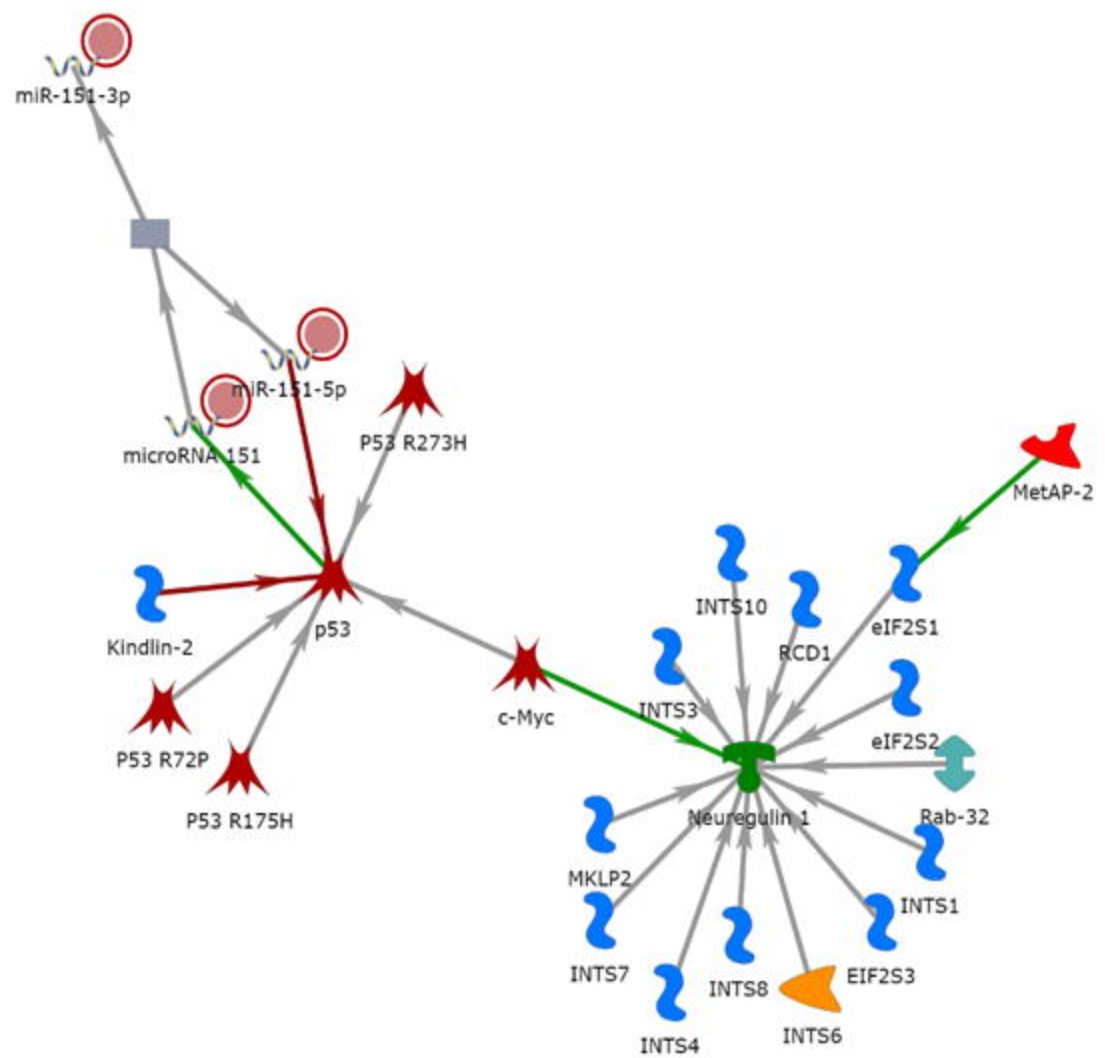 miR-151-3p
miR-151-5p
P53 R273H
microRNA 151
MetAP-2
INTS10
eIF2S1
p53
Kindlin-2
RCD1
INTS3
c-Myc
eIF2S2
P53 R72P
P53 R175H
Neuregulin 1
Rab-32
MKLP2
INTS1
INTS7
INTS8
EIF2S3
INTS4
INTS6